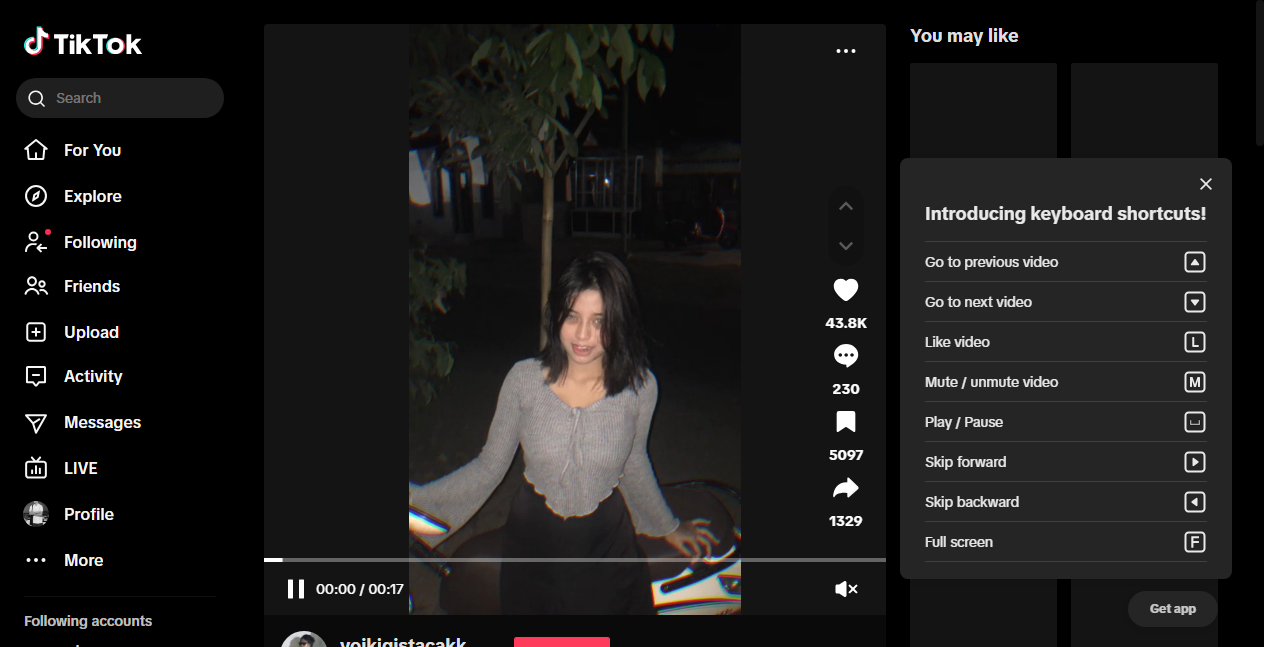 TikTok
Search
For You
Explore
Following
Friends
Upload
Activity
Messages
LIVE
Profile
More
Following accounts
43.8K
230
5097
1329
00:00 / 00:17
yojkigistacakk
You may like
Introducing keyboard shortcuts!
Go to previous video
Go to next video
Like video L
Mute / unmute video M
Play / Pause
Skip forward
Skip backward
Full screen F
Get app